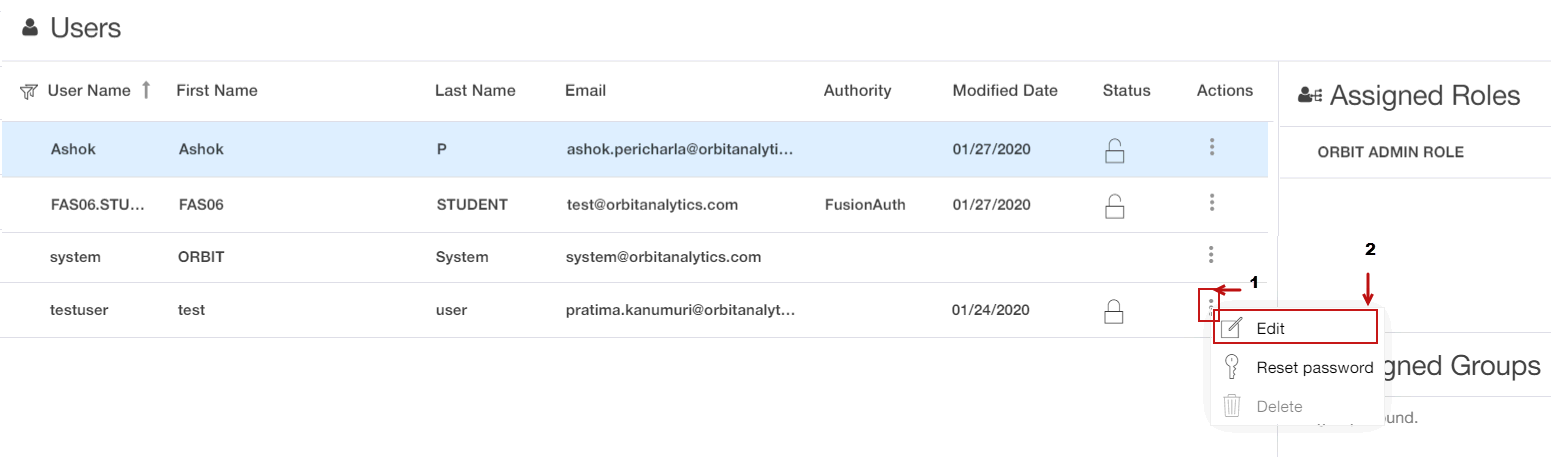 Users
User Name First Name Last Name Email Authority Modified Date Status Actions
Ashok Ashok P ashok.pericharla@orbitanalyti... 01/27/2020
FAS06.STU... FAS06 STUDENT test@orbitanalytics.com FusionAuth 01/27/2020
system ORBIT System system@orbitanalytics.com
testuser test user pratima.kanumuri@orbitanalyt... 01/24/2020
1
2
Edit
Reset password
Delete
Assigned Roles
ORBIT ADMIN ROLE
gned Groups
ound.